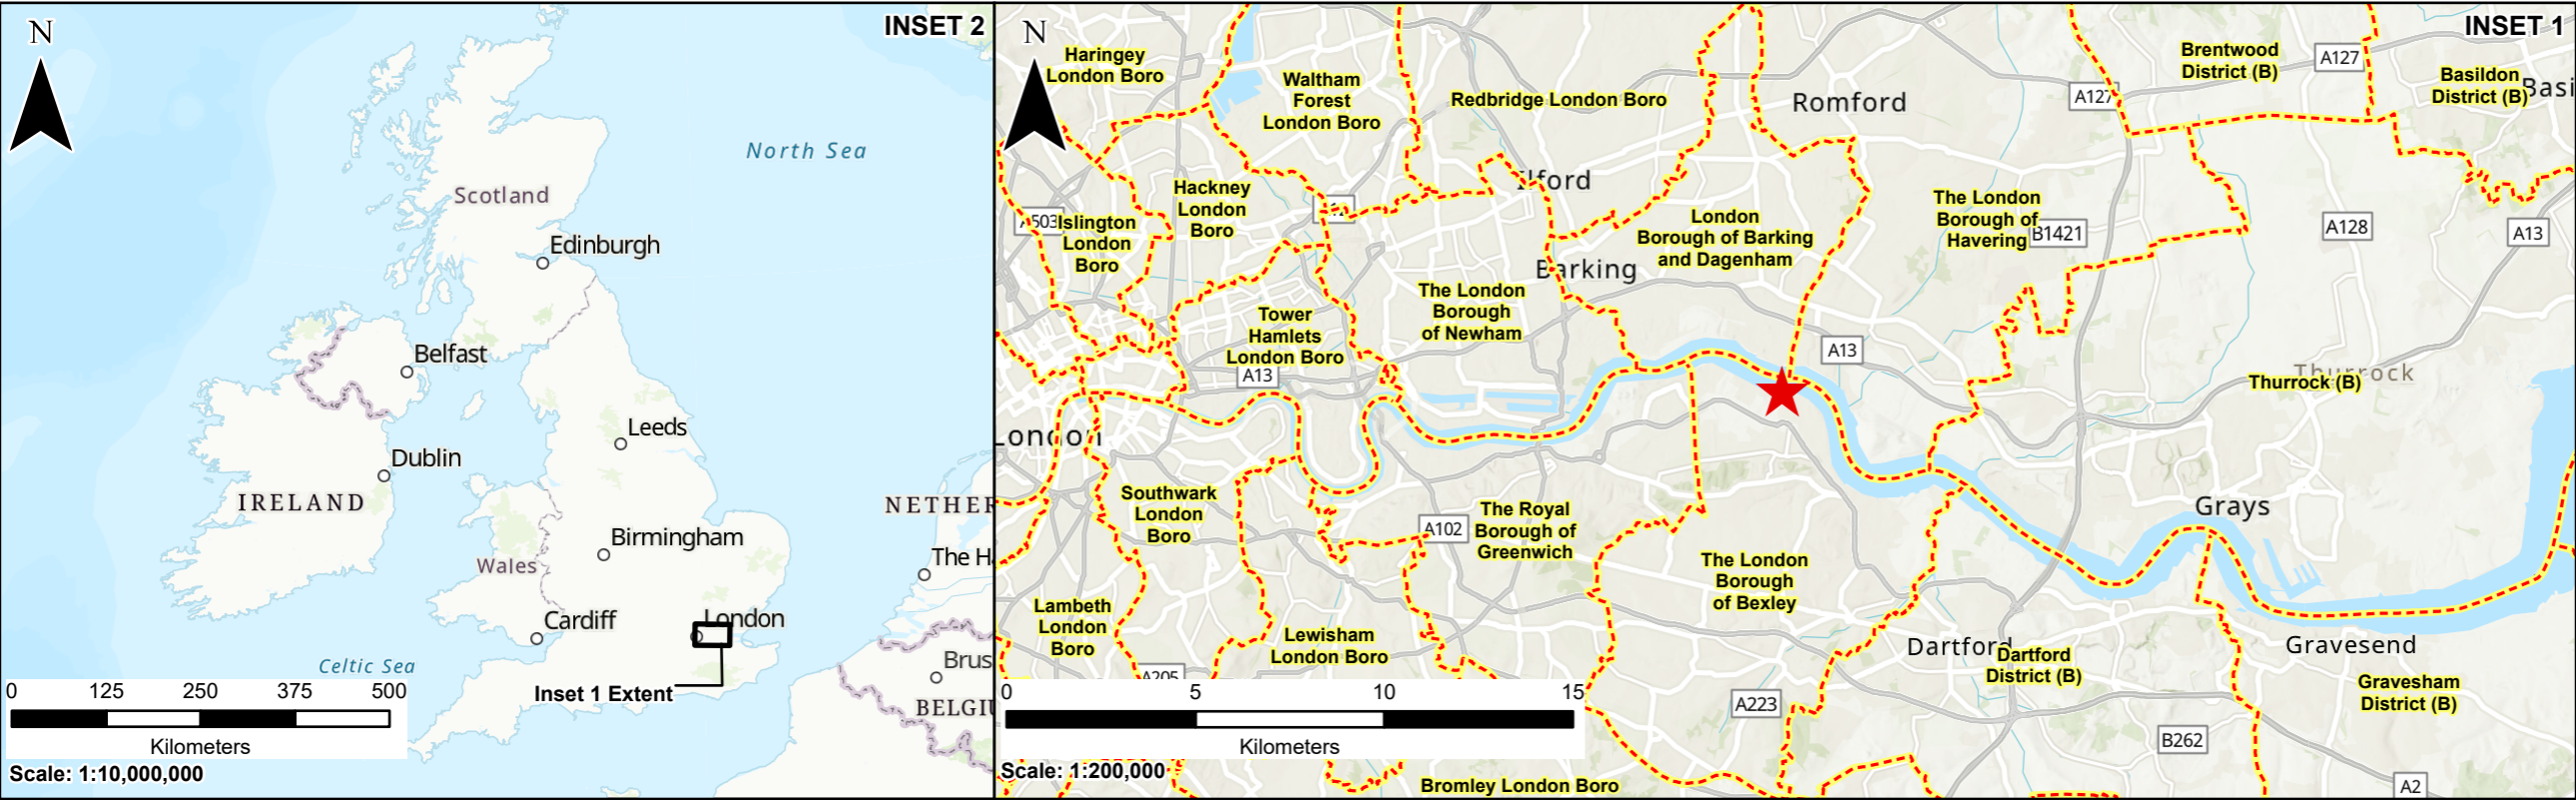 N
INSET 2
North Sea
Scotland
Edinburgh
Belfast
Leeds
Dublin
IRELAND
NETHER
Birmingham
The H
Wales
Cardiff
London
Celtic Sea
Brus
Inset 1 Extent
BELGIU
0 125 250 375 500
Kilometers
Scale: 1:10,000,000
N
INSET 1
Haringey
London Boro
Waltham
Forest
London Boro
Redbridge London Boro
Romford
A127
Brentwood
District (B)
A127
Basildon
District (B)
Basi
Ilford
Hackney
London
Boro
A503
Islington
London
Boro
London
Borough of Barking
and Dagenham
The London
Borough of
Havering
B1421
A128
A13
Barking
The London
Borough
of Newham
Tower
Hamlets
London Boro
A13
A13
Thurrock
Thurrock (B)
London
Southwark
London
Boro
A102
The Royal
Borough of
Greenwich
Grays
The London
Borough
of Bexley
Lambeth
London
Boro
Lewisham
London Boro
A205
Dartford
Dartford
District (B)
Gravesend
Gravesham
District (B)
A223
B262
A2
0 5 10 15
Kilometers
Scale: 1:200,000
Bromley London Boro